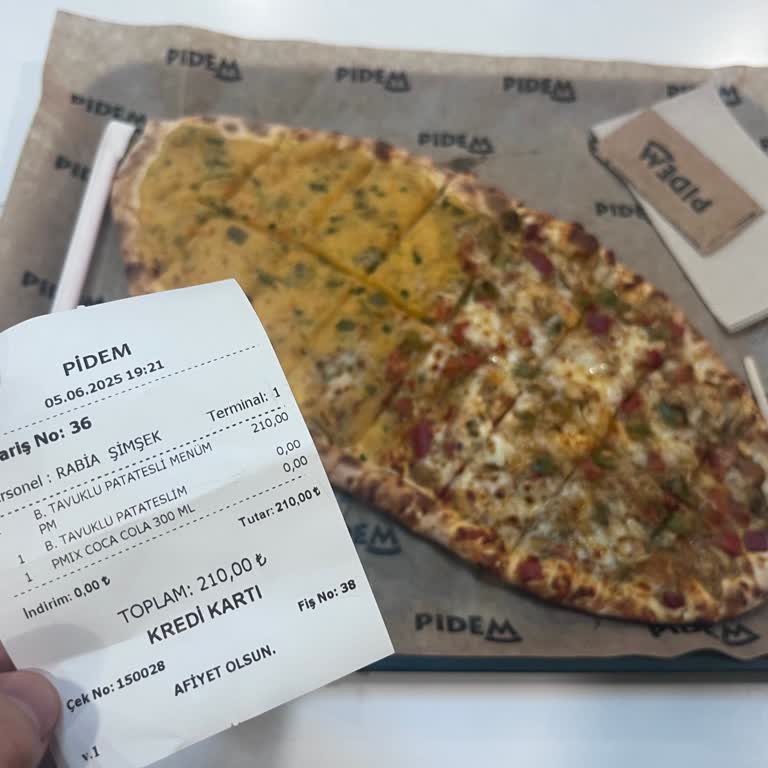 PIDEM
PIDEM
PIDEM
PIDEM
PIDEM
PIDEM
PİDEM
05.06.2025 19:21
ariş No: 36
Terminal: 1
ersonel : RABİA ŞİMŞEK
B. TAVUKLU PATATESLİ MENÜM 210,00
PM
1 B. TAVUKLU PATATESLIM 0,00
1 PMIX COCA COLA 300 ML 0,00
Tutar: 210,00 ₺
İndirim: 0,00 ₺
TOPLAM: 210,00 ₺
KREDİ KARTI
Fiş No: 38
Çek No: 150028
AFİYET OLSUN.
v.1
PIDEM